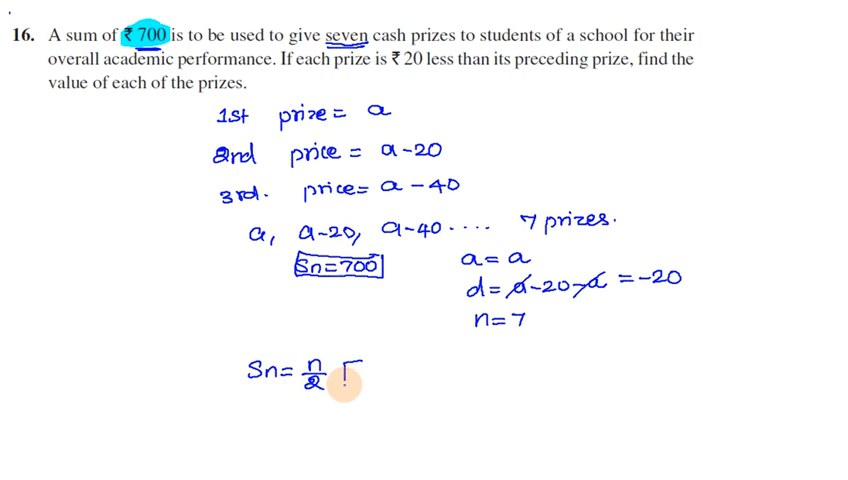 16. A sum of ₹ 700 is to be used to give seven cash prizes to students of a school for their
overall academic performance. If each prize is ₹ 20 less than its preceding prize, find the
value of each of the prizes.
1st prize = a
2nd price = a-20
3rd. price = a-40
a, a-20, a-40 .... 7 prizes.
Sn=700
a = a
d = a-20-a = -20
n=7
Sn = n/2 [